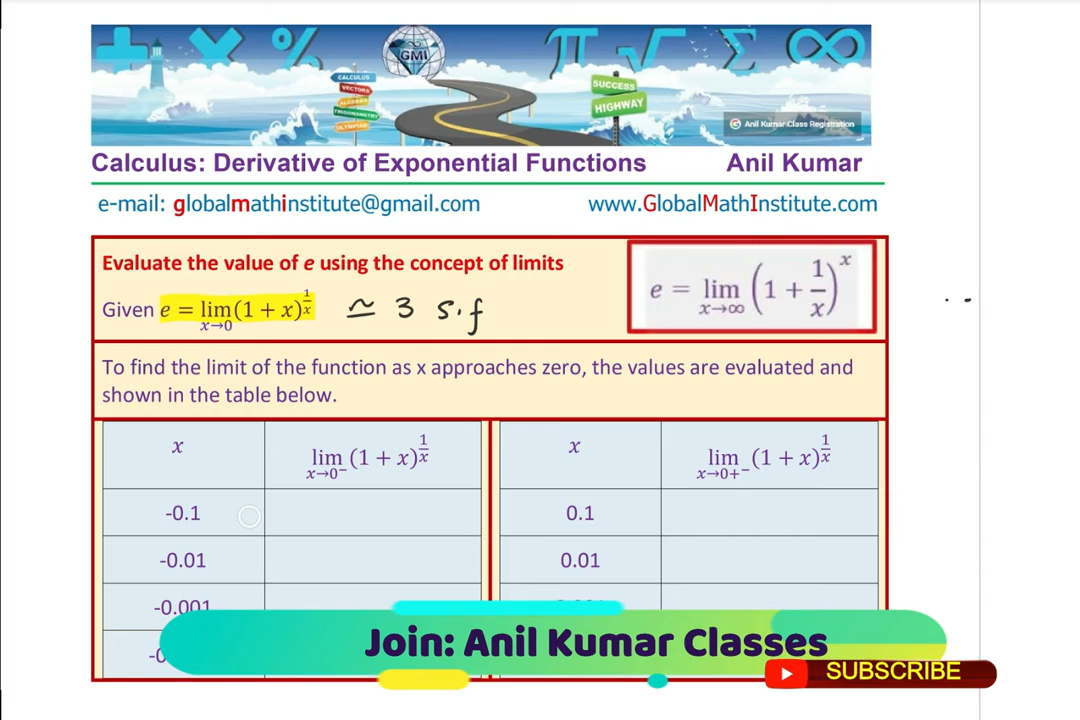 GMI
CALCULUS
VECTORS
ALGEBRA
TRIGONOMETRY
OLYMPIAD
SUCCESS
HIGHWAY
Anil Kumar Class Registration
Calculus: Derivative of Exponential Functions Anil Kumar
e-mail: globalmathinstitute@gmail.com www.GlobalMathInstitute.com
Evaluate the value of e using the concept of limits
Given e = lim x→0 (1 + x)^(1/x) ≃ 3 s.f
e = lim x→∞ (1 + 1/x)^x
To find the limit of the function as x approaches zero, the values are evaluated and
shown in the table below.
x lim x→0⁻ (1 + x)^(1/x) x lim x→0+⁻ (1 + x)^(1/x)
-0.1 0.1
-0.01 0.01
-0.001
Join: Anil Kumar Classes
SUBSCRIBE